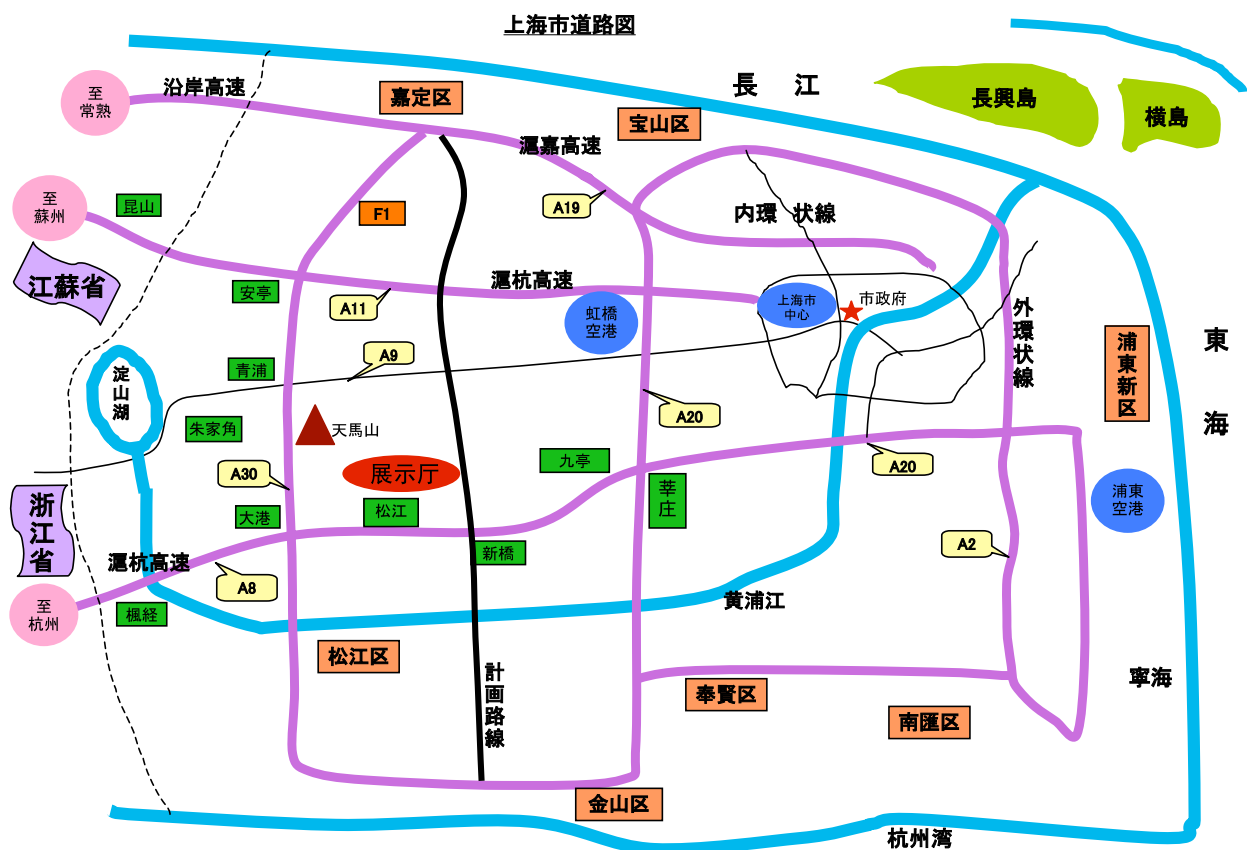 上海市道路図
長江
沿岸高速
至
常熟
嘉定区
宝山区
長興島
横島
滬嘉高速
至
蘇州
昆山
F1
A19
内環状線
江蘇省
安亭
A11
滬杭高速
虹橋
空港
上海市
中心
市政府
外環状線
浦東新区
東海
淀山湖
青浦
A9
朱家角
天馬山
A20
A30
展示厅
九亭
莘庄
A20
浦東
空港
浙江省
大港
松江
新橋
A2
滬杭高速
A8
至
杭州
楓経
黄浦江
松江区
計画路線
奉賢区
南匯区
寧海
金山区
杭州湾